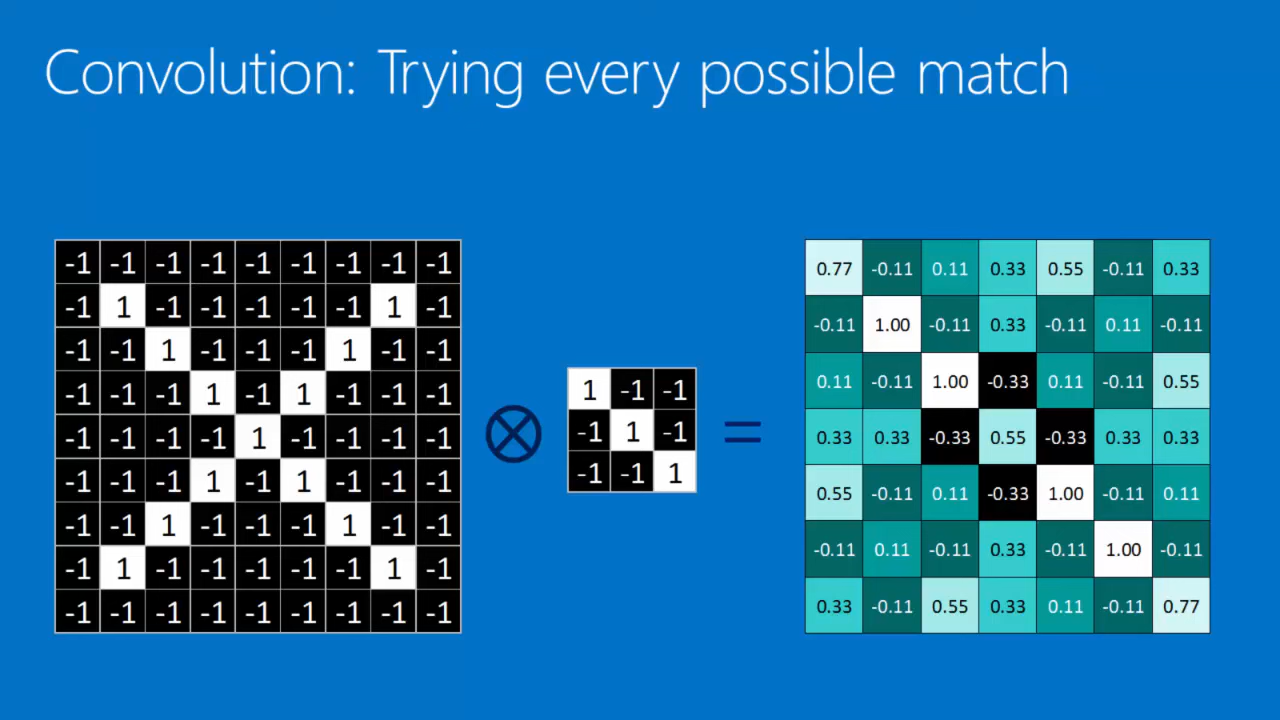 Convolution: Trying every possible match
-1 -1 -1 -1 -1 -1 -1 -1 -1
-1 1 -1 -1 -1 -1 -1 1 -1
-1 -1 1 -1 -1 -1 1 -1 -1
-1 -1 -1 1 -1 1 -1 -1 -1
-1 -1 -1 -1 1 -1 -1 -1 -1
-1 -1 -1 1 -1 1 -1 -1 -1
-1 -1 1 -1 -1 -1 1 -1 -1
-1 1 -1 -1 -1 -1 -1 1 -1
-1 -1 -1 -1 -1 -1 -1 -1 -1
⊗
1 -1 -1
-1 1 -1
-1 -1 1
=
0.77 -0.11 0.11 0.33 0.55 -0.11 0.33
-0.11 1.00 -0.11 0.33 -0.11 0.11 -0.11
0.11 -0.11 1.00 -0.33 0.11 -0.11 0.55
0.33 0.33 -0.33 0.55 -0.33 0.33 0.33
0.55 -0.11 0.11 -0.33 1.00 -0.11 0.11
-0.11 0.11 -0.11 0.33 -0.11 1.00 -0.11
0.33 -0.11 0.55 0.33 0.11 -0.11 0.77